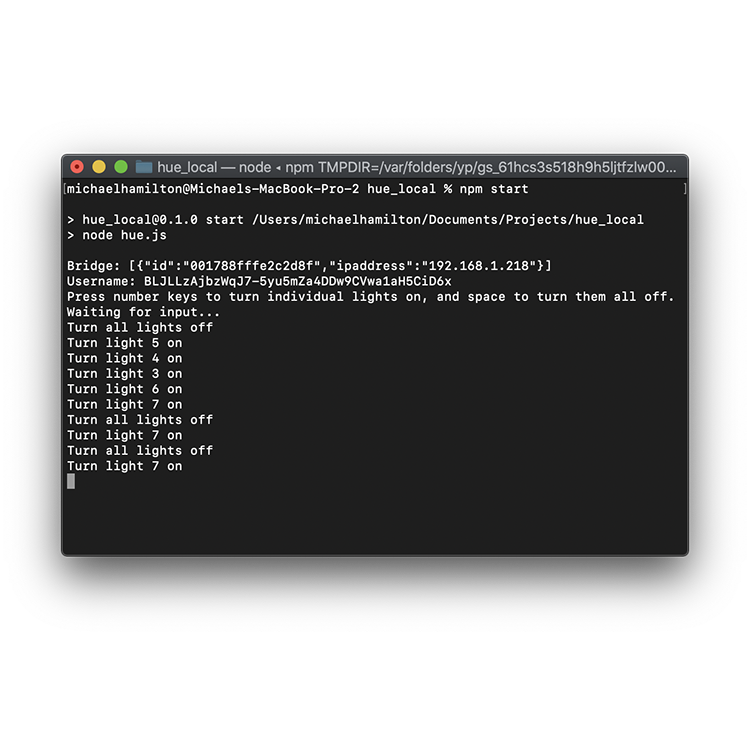 hue_local — node ◂ npm TMPDIR=/var/folders/yp/gs_61hcs3s518h9h5ljtfzlw00...
[michaelhamilton@Michaels-MacBook-Pro-2 hue_local % npm start ]
> hue_local@0.1.0 start /Users/michaelhamilton/Documents/Projects/hue_local
> node hue.js
Bridge: [{"id":"001788fffe2c2d8f","ipaddress":"192.168.1.218"}]
Username: BLJLLzAjbzWqJ7-5yu5mZa4DDw9CVwa1aH5CiD6x
Press number keys to turn individual lights on, and space to turn them all off.
Waiting for input...
Turn all lights off
Turn light 5 on
Turn light 4 on
Turn light 3 on
Turn light 6 on
Turn light 7 on
Turn all lights off
Turn light 7 on
Turn all lights off
Turn light 7 on